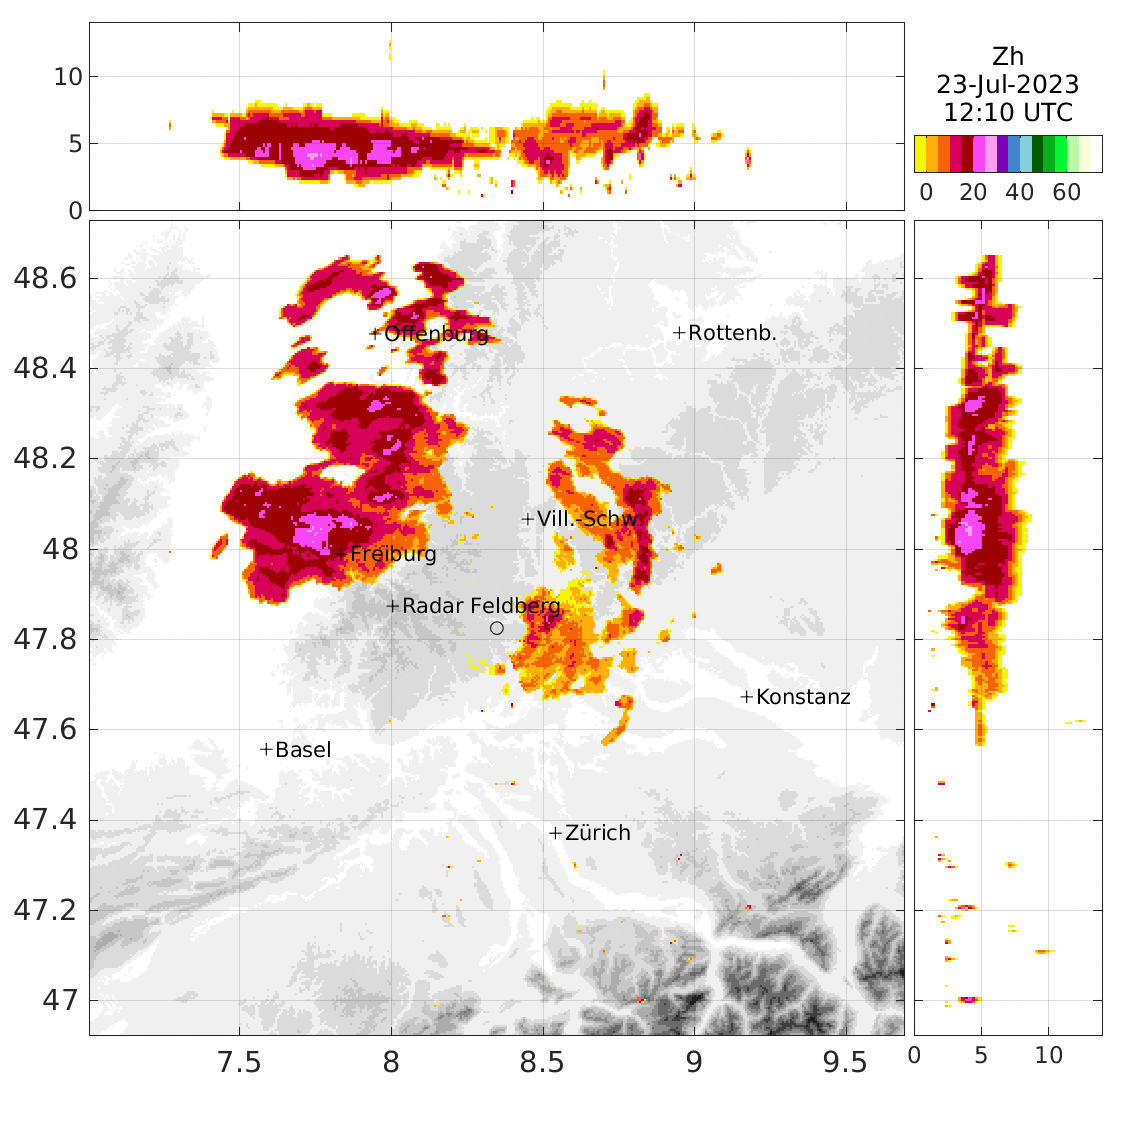 10
5
0
Zh
23-Jul-2023
12:10 UTC
0 20 40 60
48.6
48.4
48.2
48
47.8
47.6
47.4
47.2
47
+Offenburg
+Rottenb.
+Vill.-Schw.
+Freiburg
+Radar Feldberg
+Konstanz
+Basel
+Zürich
7.5 8 8.5 9 9.5
0 5 10